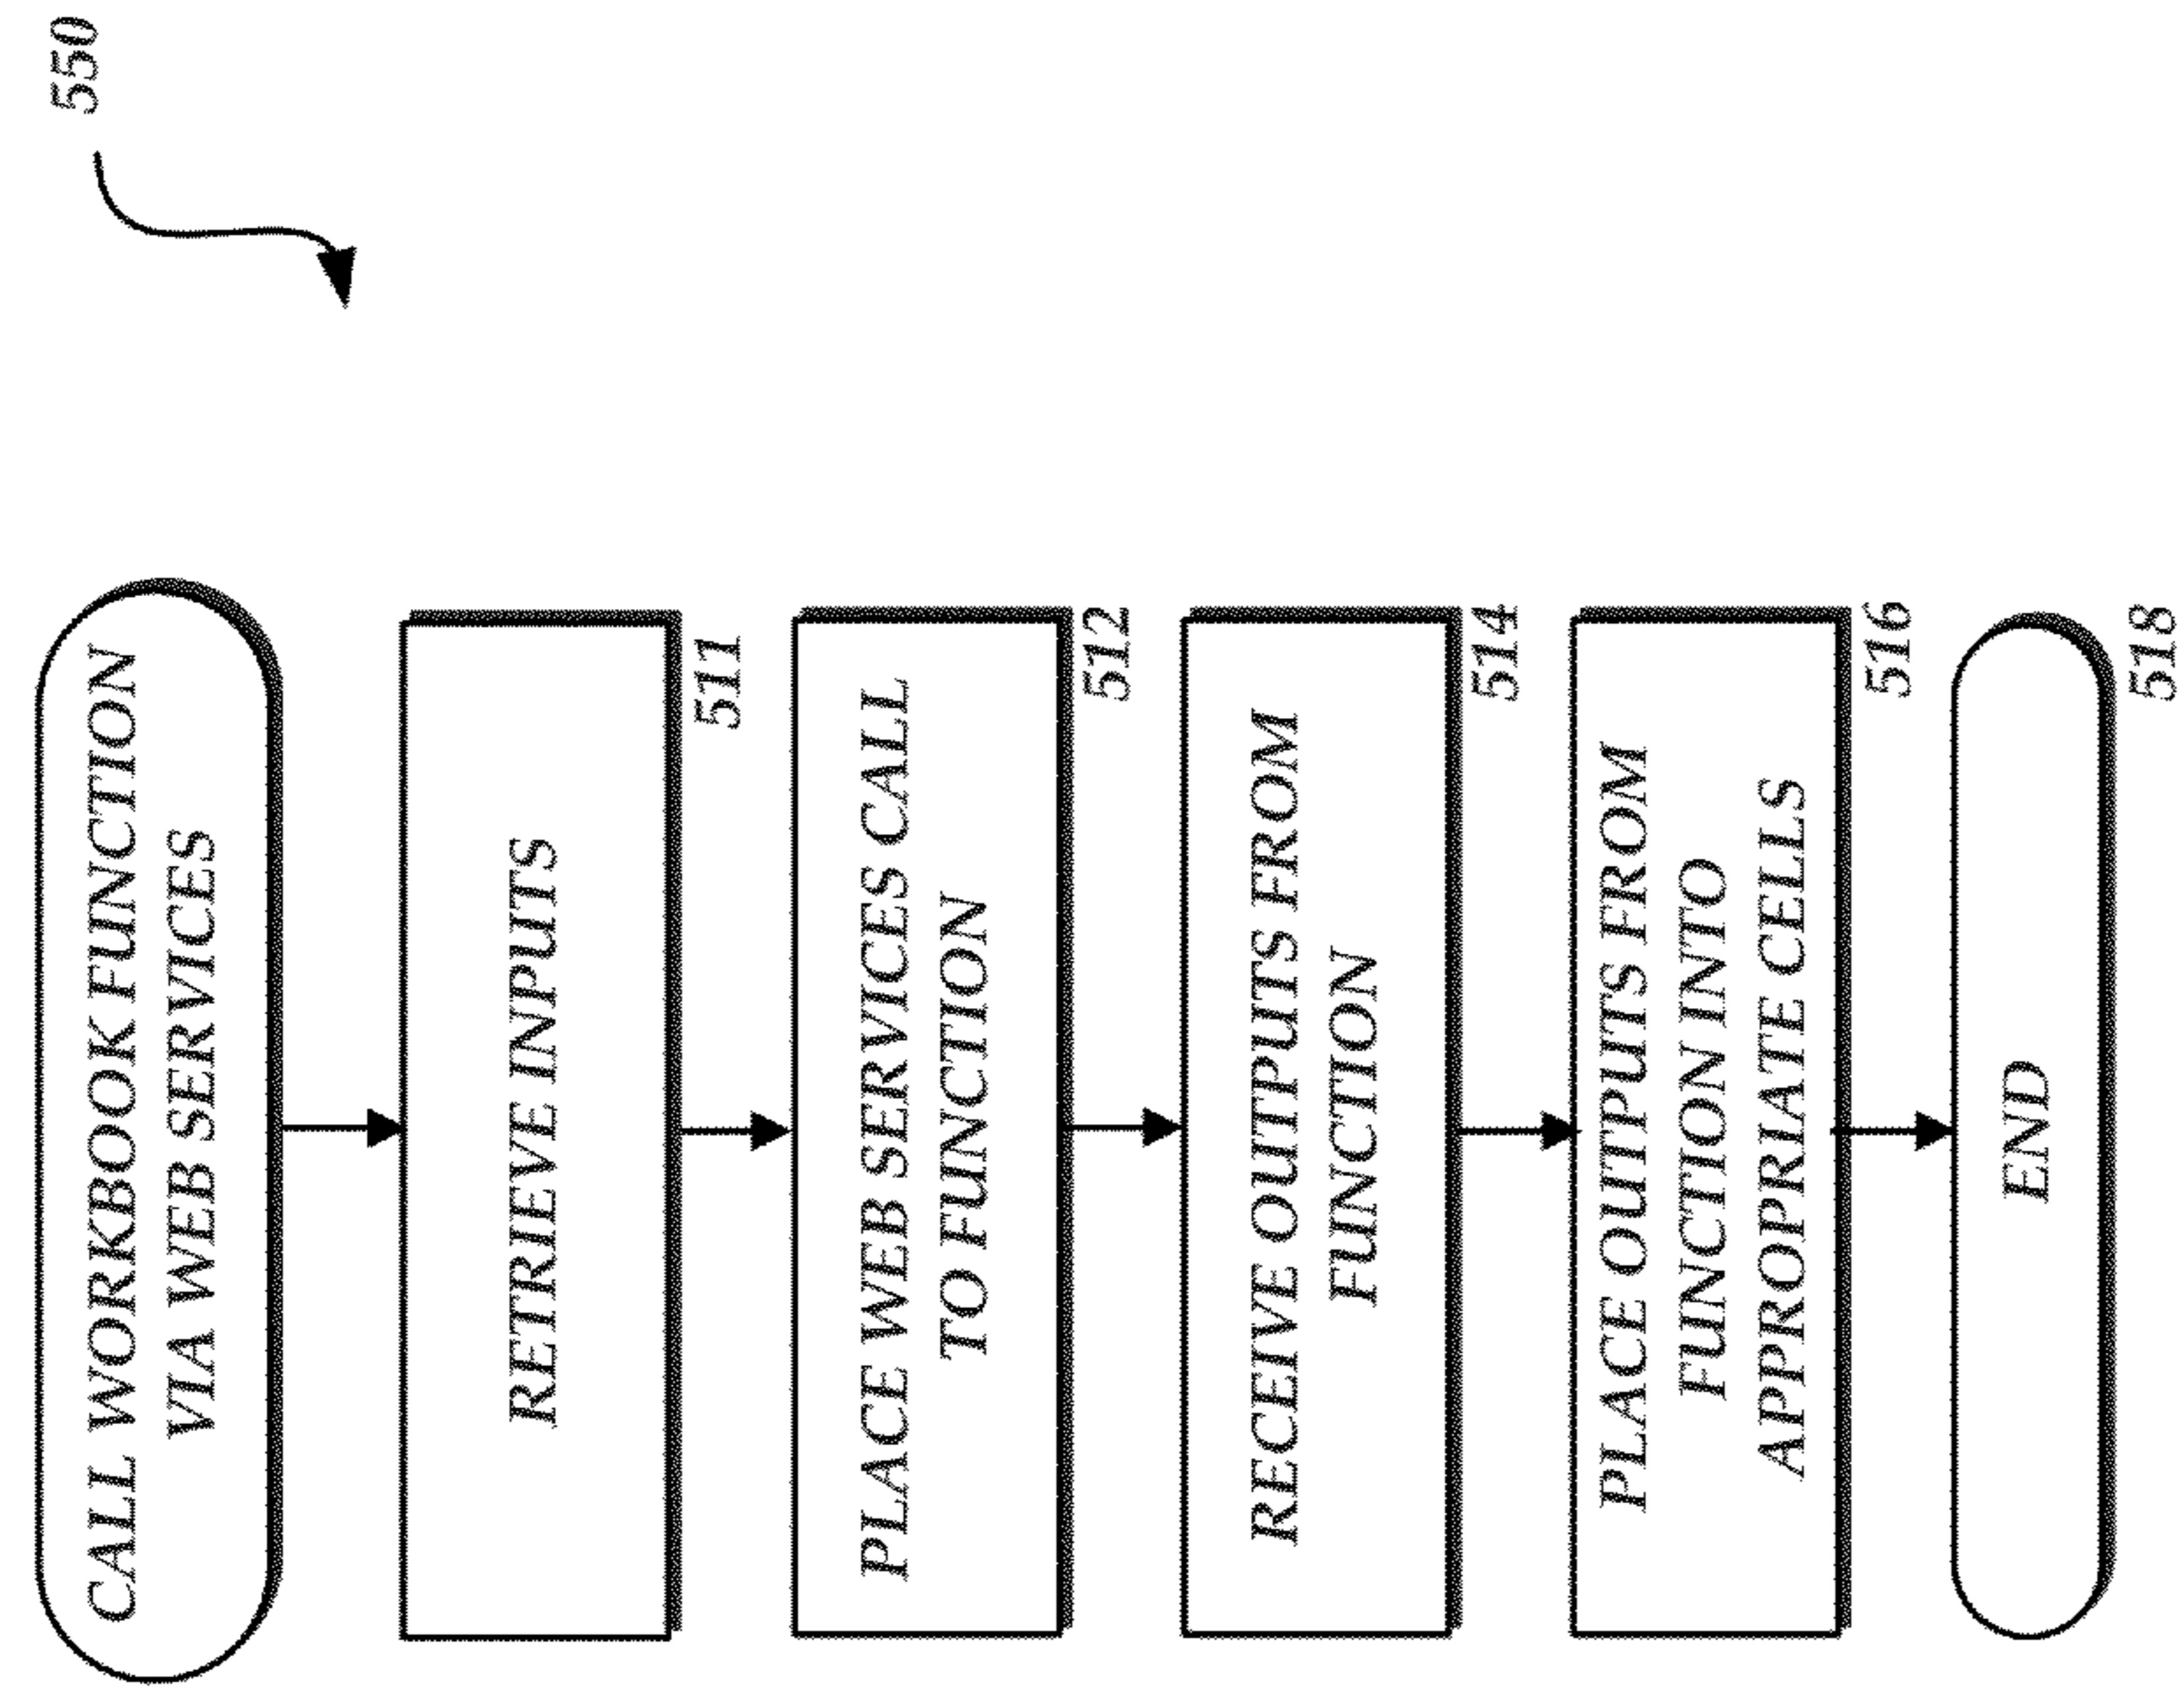 550
CALL WORKBOOK FUNCTION
VIA WEB SERVICES
RETRIEVE INPUTS
511
PLACE WEB SERVICES CALL
TO FUNCTION
512
RECEIVE OUTPUTS FROM
FUNCTION
514
PLACE OUTPUTS FROM
FUNCTION INTO
APPROPRIATE CELLS
516
END
518